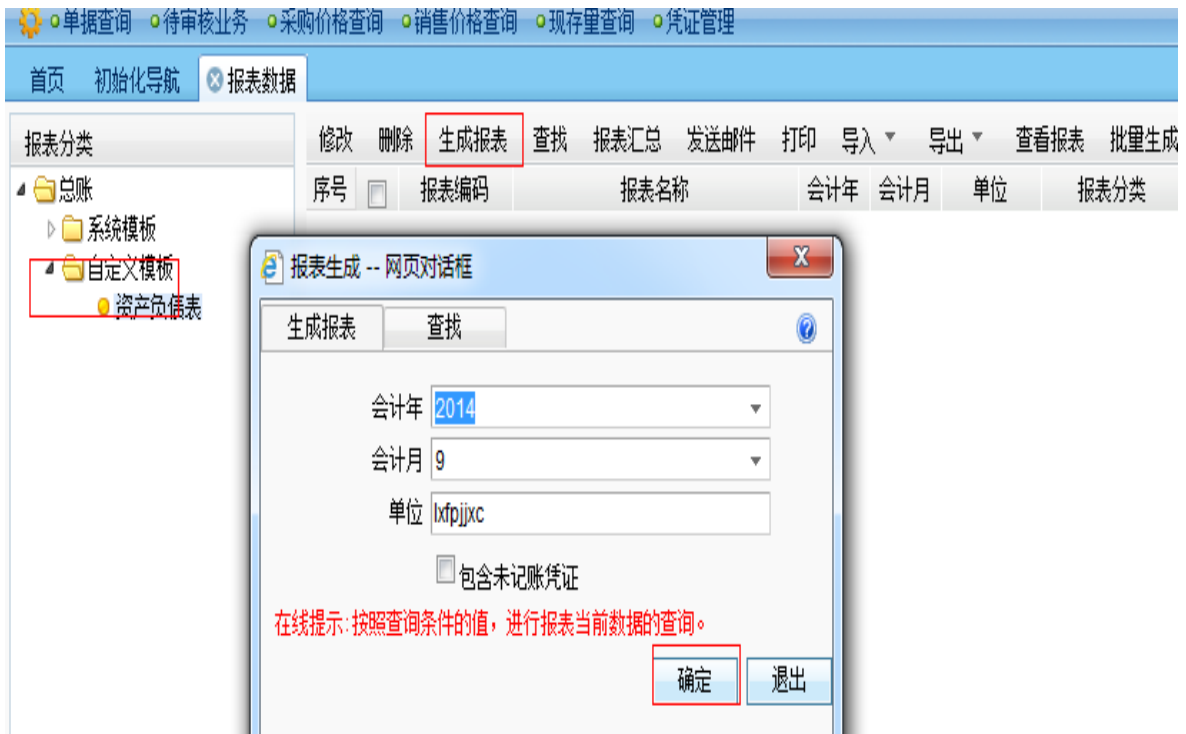 单据查询 待审核业务 采购价格查询 销售价格查询 现存量查询 凭证管理
首页 初始化导航 报表数据
报表分类
修改 删除 生成报表 查找 报表汇总 发送邮件 打印 导入 导出 查看报表 批量生成
序号 报表编码 报表名称 会计年 会计月 单位 报表分类
总账
系统模板
自定义模板
资产负债表
报表生成 -- 网页对话框
生成报表 查找
会计年 2014
会计月 9
单位 lxfpjjxc
包含未记账凭证
在线提示:按照查询条件的值，进行报表当前数据的查询。
确定 退出